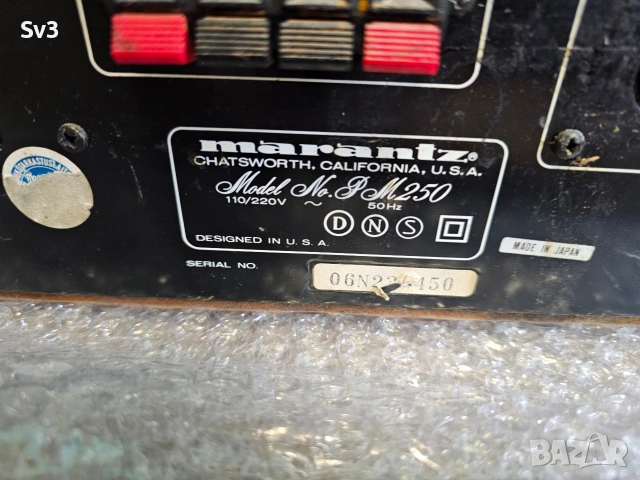 Sv3
marantz®
CHATSWORTH, CALIFORNIA, U.S.A.
Model No. PM250
110/220V ~ 50Hz
D N S
DESIGNED IN U.S.A.
MADE IN JAPAN
SERIAL NO.
BAZAR